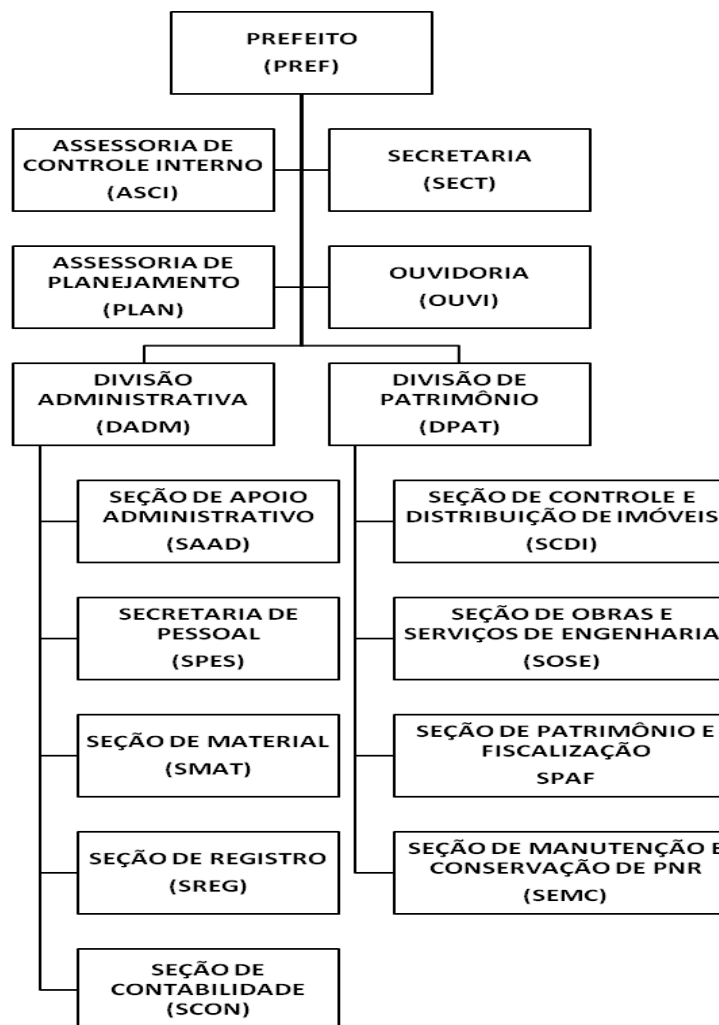 PREFEITO
(PREF)
ASSESSORIA DE
CONTROLE INTERNO
(ASCI)
SECRETARIA
(SECT)
ASSESSORIA DE
PLANEJAMENTO
(PLAN)
OUVIDORIA
(OUVI)
DIVISÃO
ADMINISTRATIVA
(DADM)
DIVISÃO DE
PATRIMÔNIO
(DPAT)
SEÇÃO DE APOIO
ADMINISTRATIVO
(SAAD)
SECRETARIA DE
PESSOAL
(SPES)
SEÇÃO DE MATERIAL
(SMAT)
SEÇÃO DE REGISTRO
(SREG)
SEÇÃO DE
CONTABILIDADE
(SCON)
SEÇÃO DE CONTROLE E
DISTRIBUIÇÃO DE IMÓVEIS
(SCDI)
SEÇÃO DE OBRAS E
SERVIÇOS DE ENGENHARIA
(SOSE)
SEÇÃO DE PATRIMÔNIO E
FISCALIZAÇÃO
SPAF
SEÇÃO DE MANUTENÇÃO E
CONSERVAÇÃO DE PNR
(SEMC)